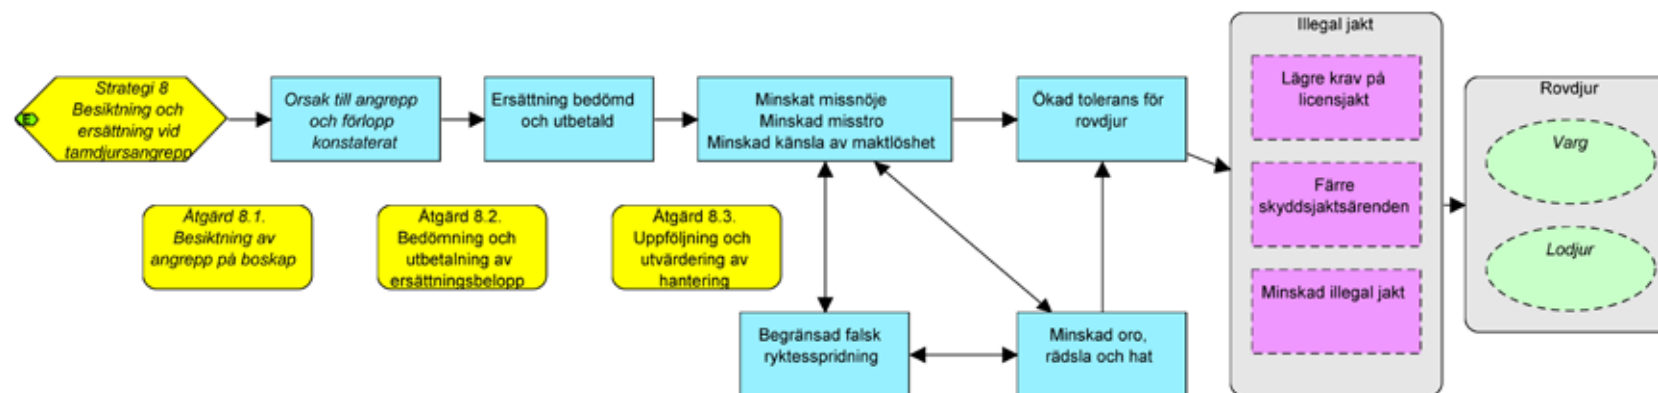 Strategi 8
Besiktning och
ersättning vid
tamdjursangrepp
E
Orsak till angrepp
och förlopp
konstaterat
Ersättning bedömd
och utbetald
Minskat missnöje
Minskad misstro
Minskad känsla av maktlöshet
Ökad tolerans för
rovdjur
Illegal jakt
Lägre krav på
licensjakt
Färre
skyddsjaktsärenden
Minskad illegal jakt
Rovdjur
Varg
Lodjur
Åtgärd 8.1.
Besiktning av
angrepp på boskap
Åtgärd 8.2.
Bedömning och
utbetalning av
ersättningsbelopp
Åtgärd 8.3.
Uppföljning och
utvärdering av
hantering
Begränsad falsk
ryktesspridning
Minskad oro,
rädsla och hat